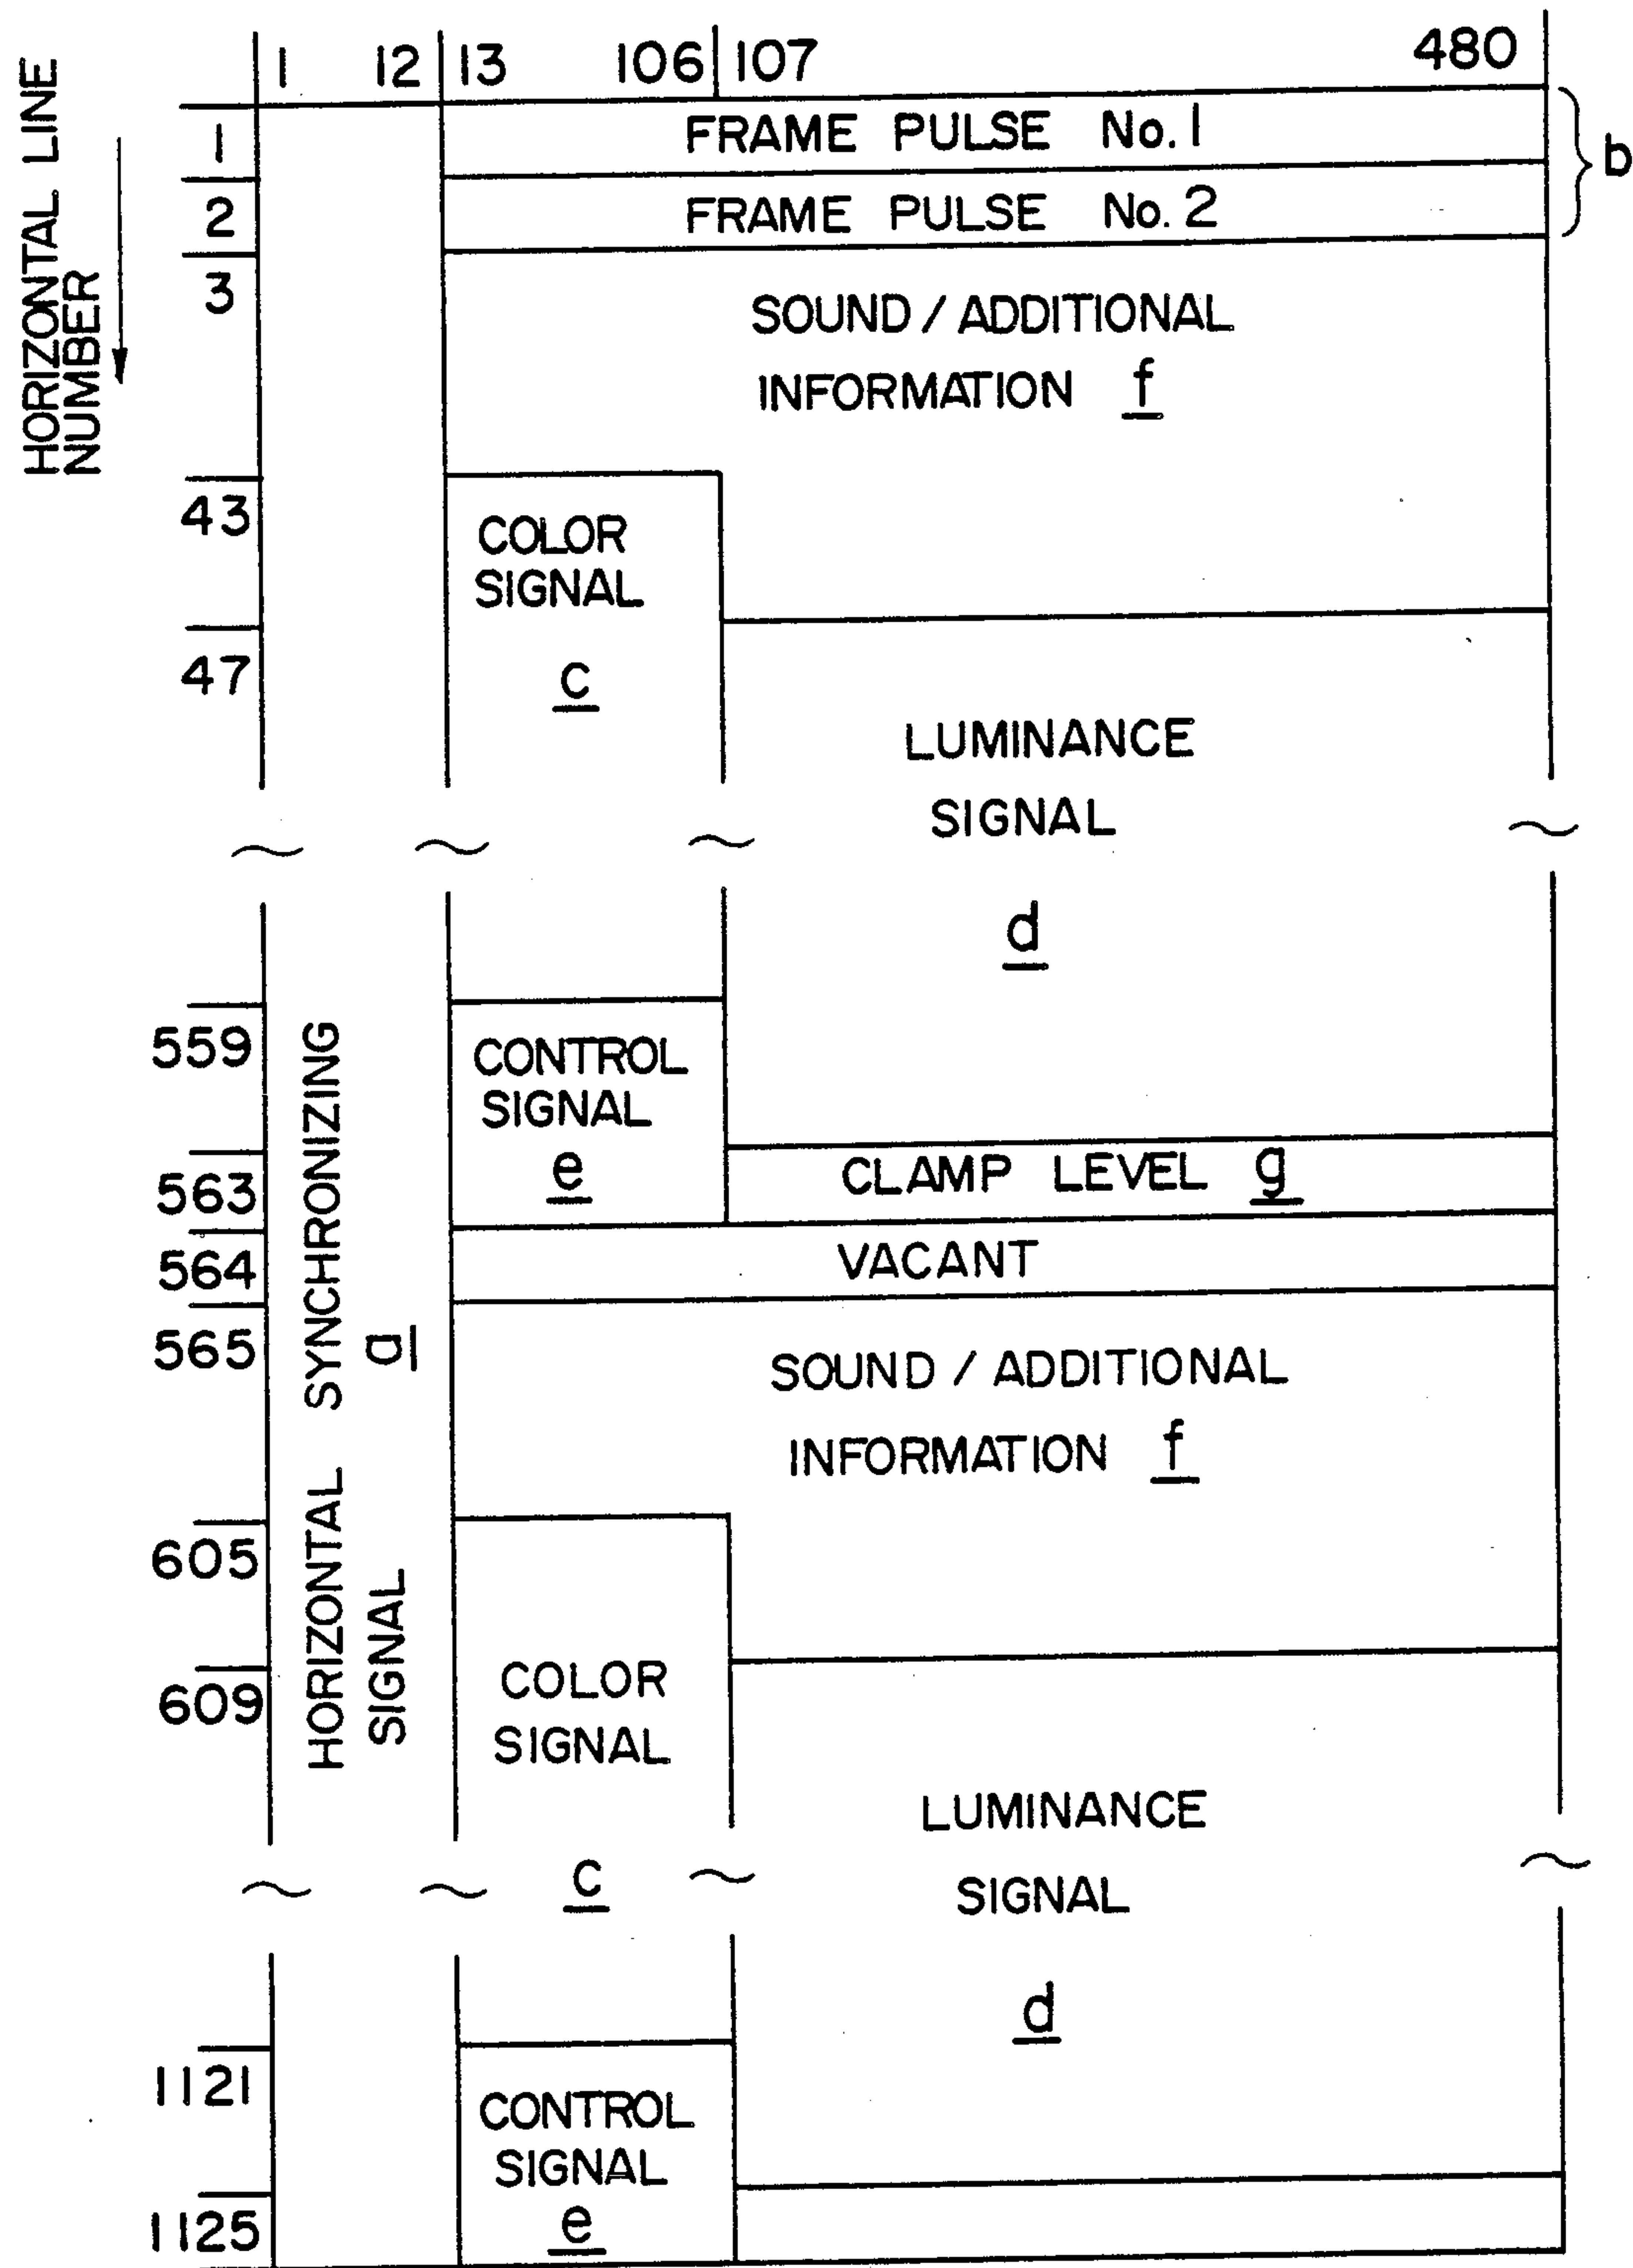 1 12 13 106 107 480
HORIZONTAL LINE
NUMBER
1 FRAME PULSE No.1
b
2 FRAME PULSE No.2
3
SOUND / ADDITIONAL
INFORMATION f
43
COLOR
SIGNAL
c
47
LUMINANCE
SIGNAL
d
559
CONTROL
SIGNAL
e
563
CLAMP LEVEL g
564
VACANT
565
HORIZONTAL SYNCHRONIZING
SIGNAL a
SOUND / ADDITIONAL
INFORMATION f
605
609
COLOR
SIGNAL
c
LUMINANCE
SIGNAL
d
1121
CONTROL
SIGNAL
e
1125